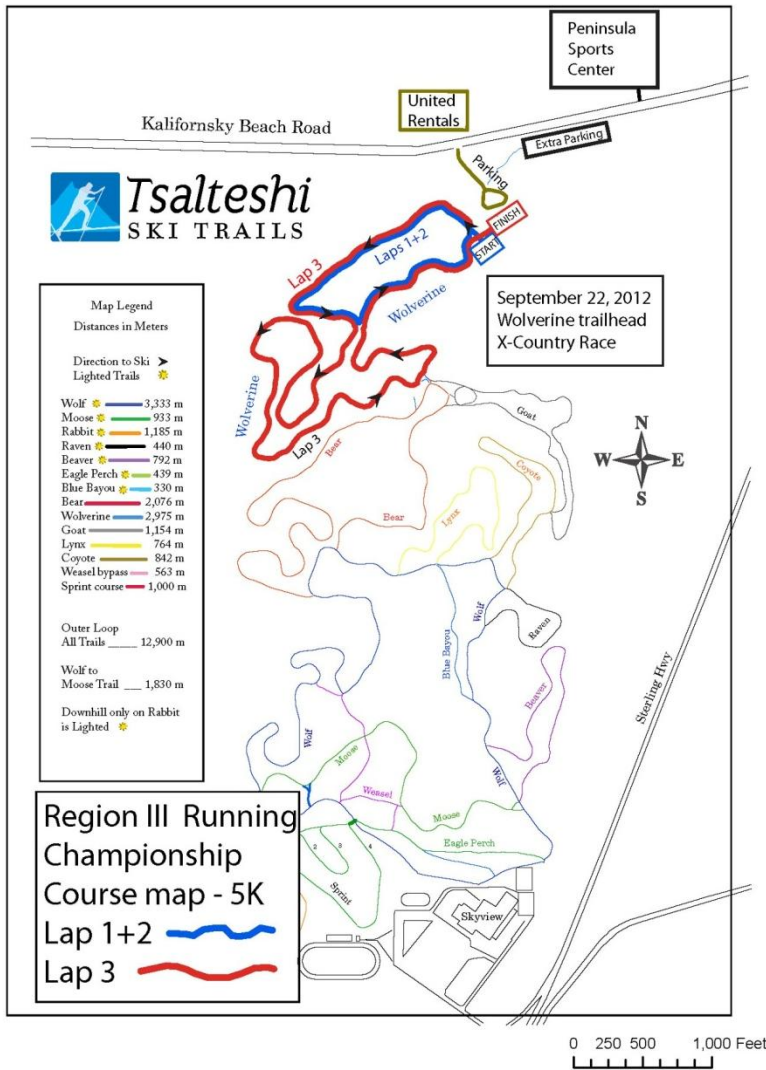 Peninsula
Sports
Center
United
Rentals
Kalifornsky Beach Road
Extra Parking
Parking
Tsalteshi
SKI TRAILS
FINISH
START
Lap 3
Laps 1+2
Wolverine
September 22, 2012
Wolverine trailhead
X-Country Race
Map Legend
Distances in Meters
Direction to Ski
Lighted Trails
Wolf 3,333 m
Moose 933 m
Rabbit 1,185 m
Raven 440 m
Beaver 792 m
Eagle Perch 439 m
Blue Bayou 330 m
Bear 2,076 m
Wolverine 2,975 m
Goat 1,154 m
Lynx 764 m
Coyote 842 m
Weasel bypass 563 m
Sprint course 1,000 m
Outer Loop
All Trails _____ 12,900 m
Wolf to
Moose Trail ___ 1,830 m
Downhill only on Rabbit
is Lighted
Wolverine
Lap 3
Bear
Goat
N
W E
S
Coyote
Lynx
Bear
Wolf
Raven
Blue Bayou
Beaver
Sterling Hwy
Wolf
Moose
Wolf
Weasel
Moose
Eagle Perch
2 3 4
Sprint
Skyview
Region III Running
Championship
Course map - 5K
Lap 1+2
Lap 3
0 250 500 1,000 Feet